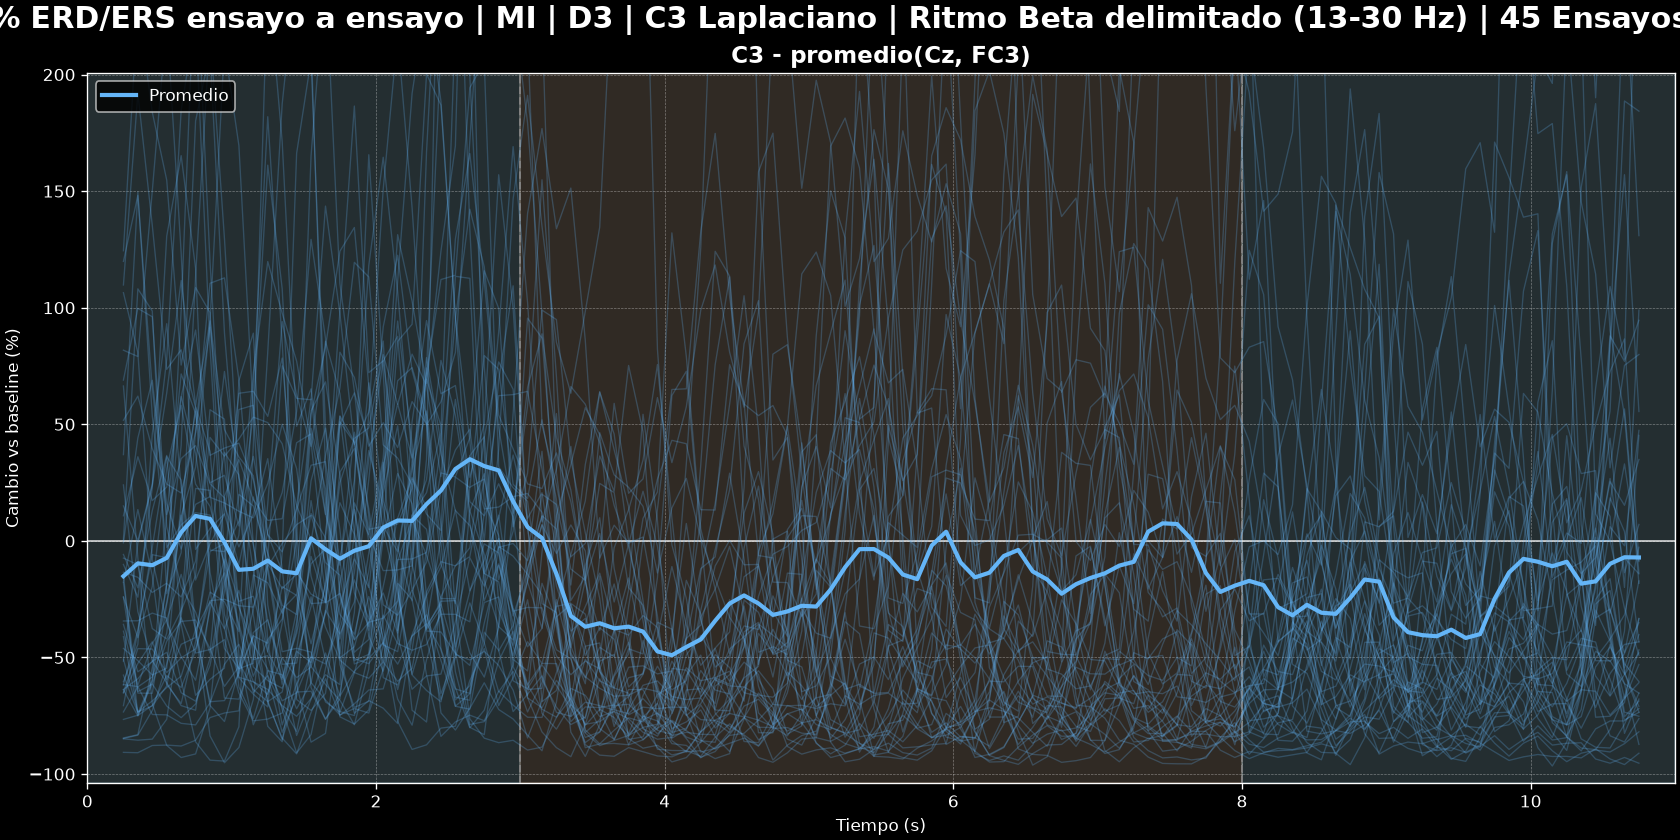 % ERD/ERS ensayo a ensayo | MI | D3 | C3 Laplaciano | Ritmo Beta delimitado (13-30 Hz) | 45 Ensayos
C3 - promedio(Cz, FC3)
Promedio
200
150
100
50
0
−50
−100
Cambio vs baseline (%)
0
2
4
6
8
10
Tiempo (s)